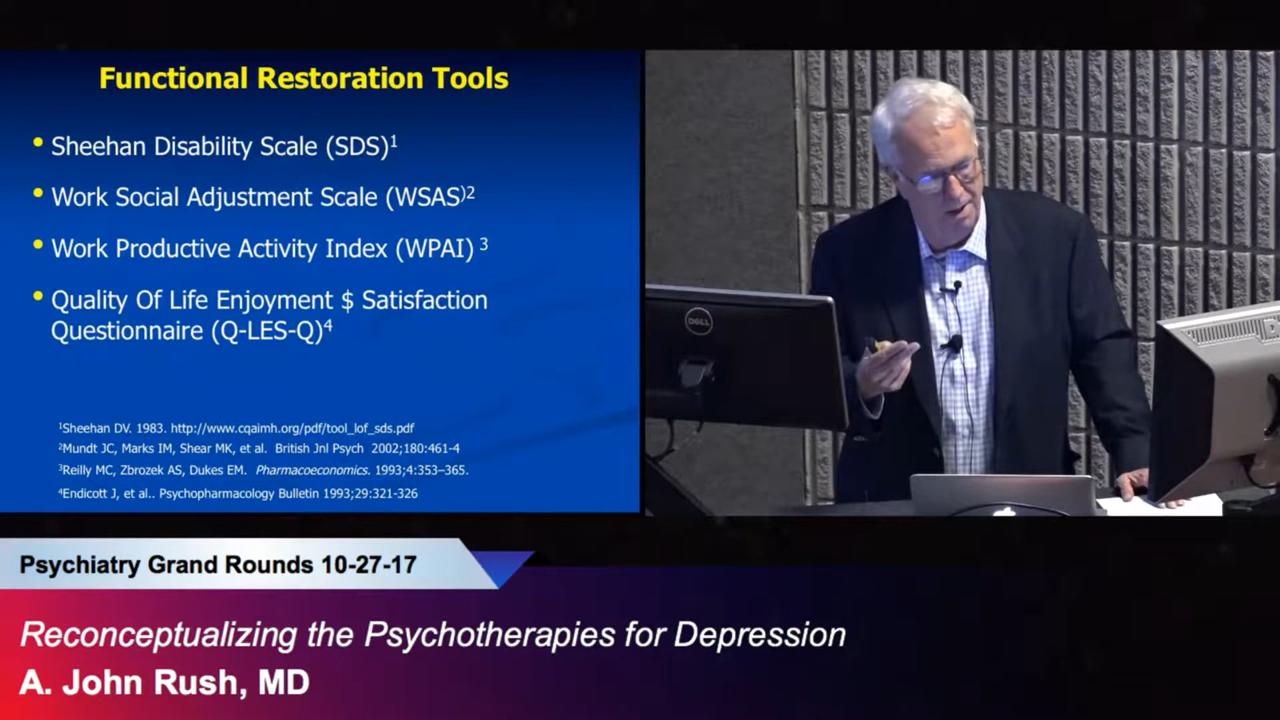 Functional Restoration Tools
• Sheehan Disability Scale (SDS)1
• Work Social Adjustment Scale (WSAS)2
• Work Productive Activity Index (WPAI) 3
• Quality Of Life Enjoyment $ Satisfaction
Questionnaire (Q-LES-Q)4
1Sheehan DV. 1983. http://www.cqaimh.org/pdf/tool_lof_sds.pdf
2Mundt JC, Marks IM, Shear MK, et al. British Jnl Psych 2002;180:461-4
3Reilly MC, Zbrozek AS, Dukes EM. Pharmacoeconomics. 1993;4:353–365.
4Endicott J, et al.. Psychopharmacology Bulletin 1993;29:321-326
DELL
Psychiatry Grand Rounds 10-27-17
Reconceptualizing the Psychotherapies for Depression
A. John Rush, MD